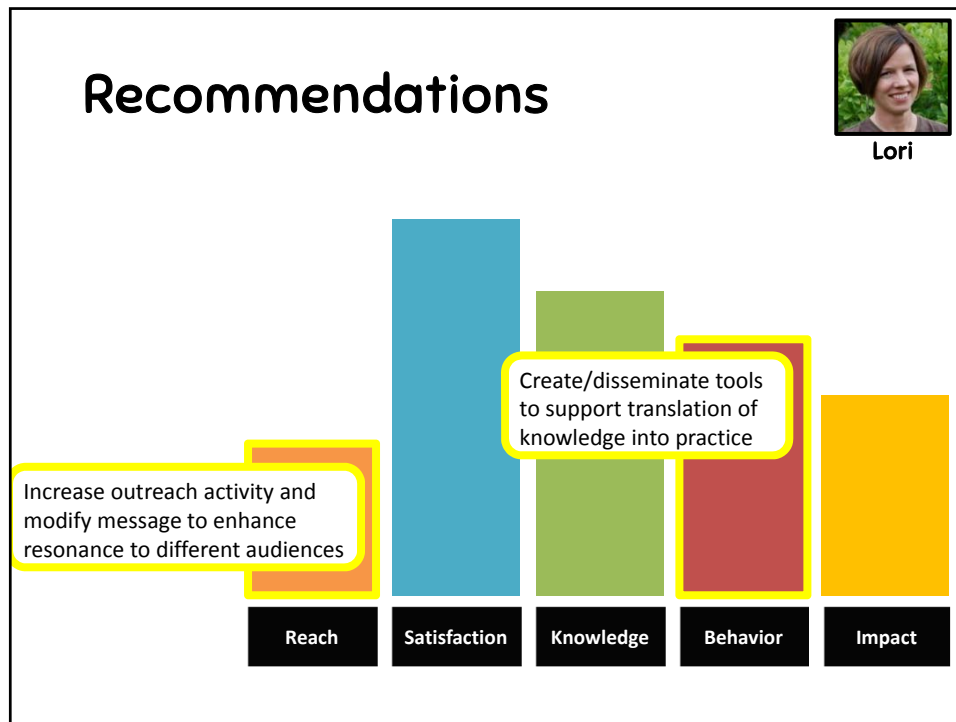 Recommendations
Lori
Create/disseminate tools
to support translation of
knowledge into practice
Increase outreach activity and
modify message to enhance
resonance to different audiences
Reach
Satisfaction
Knowledge
Behavior
Impact